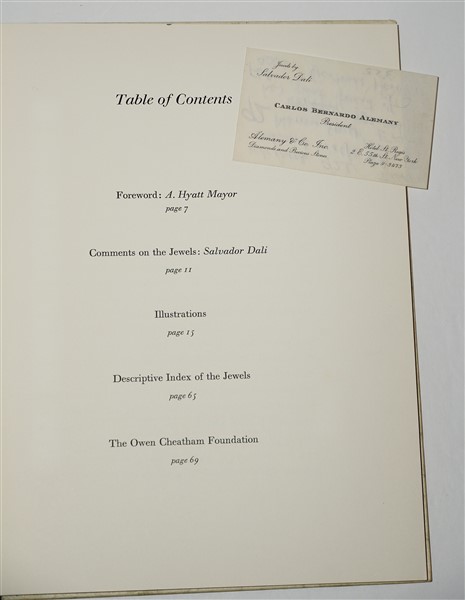 Table of Contents
Foreword: A. Hyatt Mayor
page 7
Comments on the Jewels: Salvador Dali
page 11
Illustrations
page 15
Descriptive Index of the Jewels
page 65
The Owen Cheatham Foundation
page 69
Jewels by
Salvador Dali
CARLOS BERNARDO ALEMANY
President
Alemany & Co. Inc.
Diamonds and Precious Stones
Hotel St. Regis
2 E. 55th St. New York